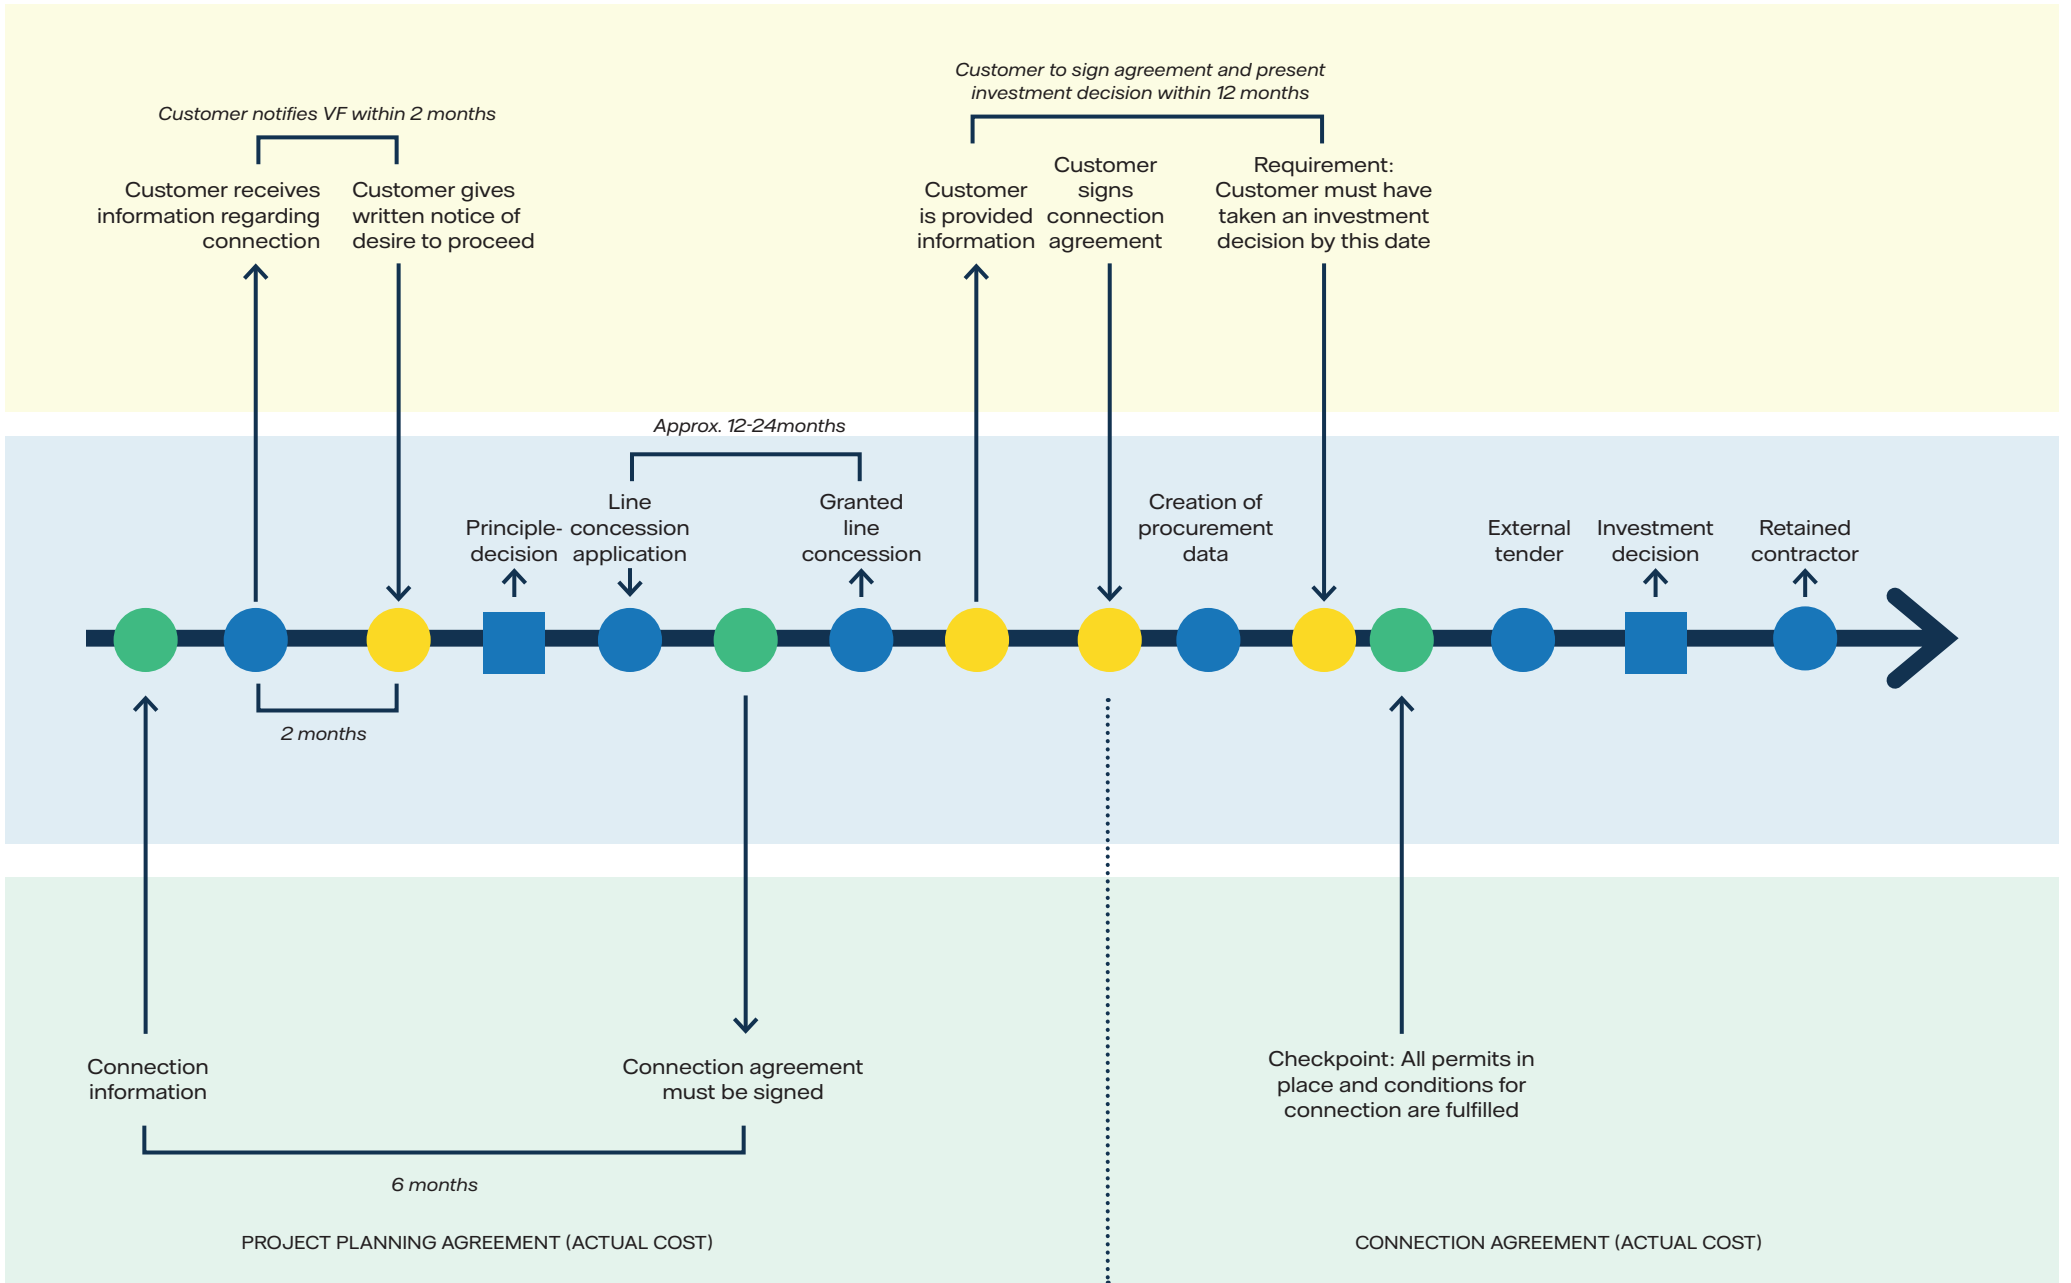 Customer to sign agreement and present
investment decision within 12 months
Customer notifies VF within 2 months
Customer receives
information regarding
connection
Customer gives
written notice of
desire to proceed
Customer
is provided
information
Customer
signs
connection
agreement
Requirement:
Customer must have
taken an investment
decision by this date
Approx. 12-24months
Principle-
decision
Line
concession
application
Granted
line
concession
Creation of
procurement
data
External
tender
Investment
decision
Retained
contractor
2 months
Connection
information
Connection agreement
must be signed
Checkpoint: All permits in
place and conditions for
connection are fulfilled
6 months
PROJECT PLANNING AGREEMENT (ACTUAL COST)
CONNECTION AGREEMENT (ACTUAL COST)